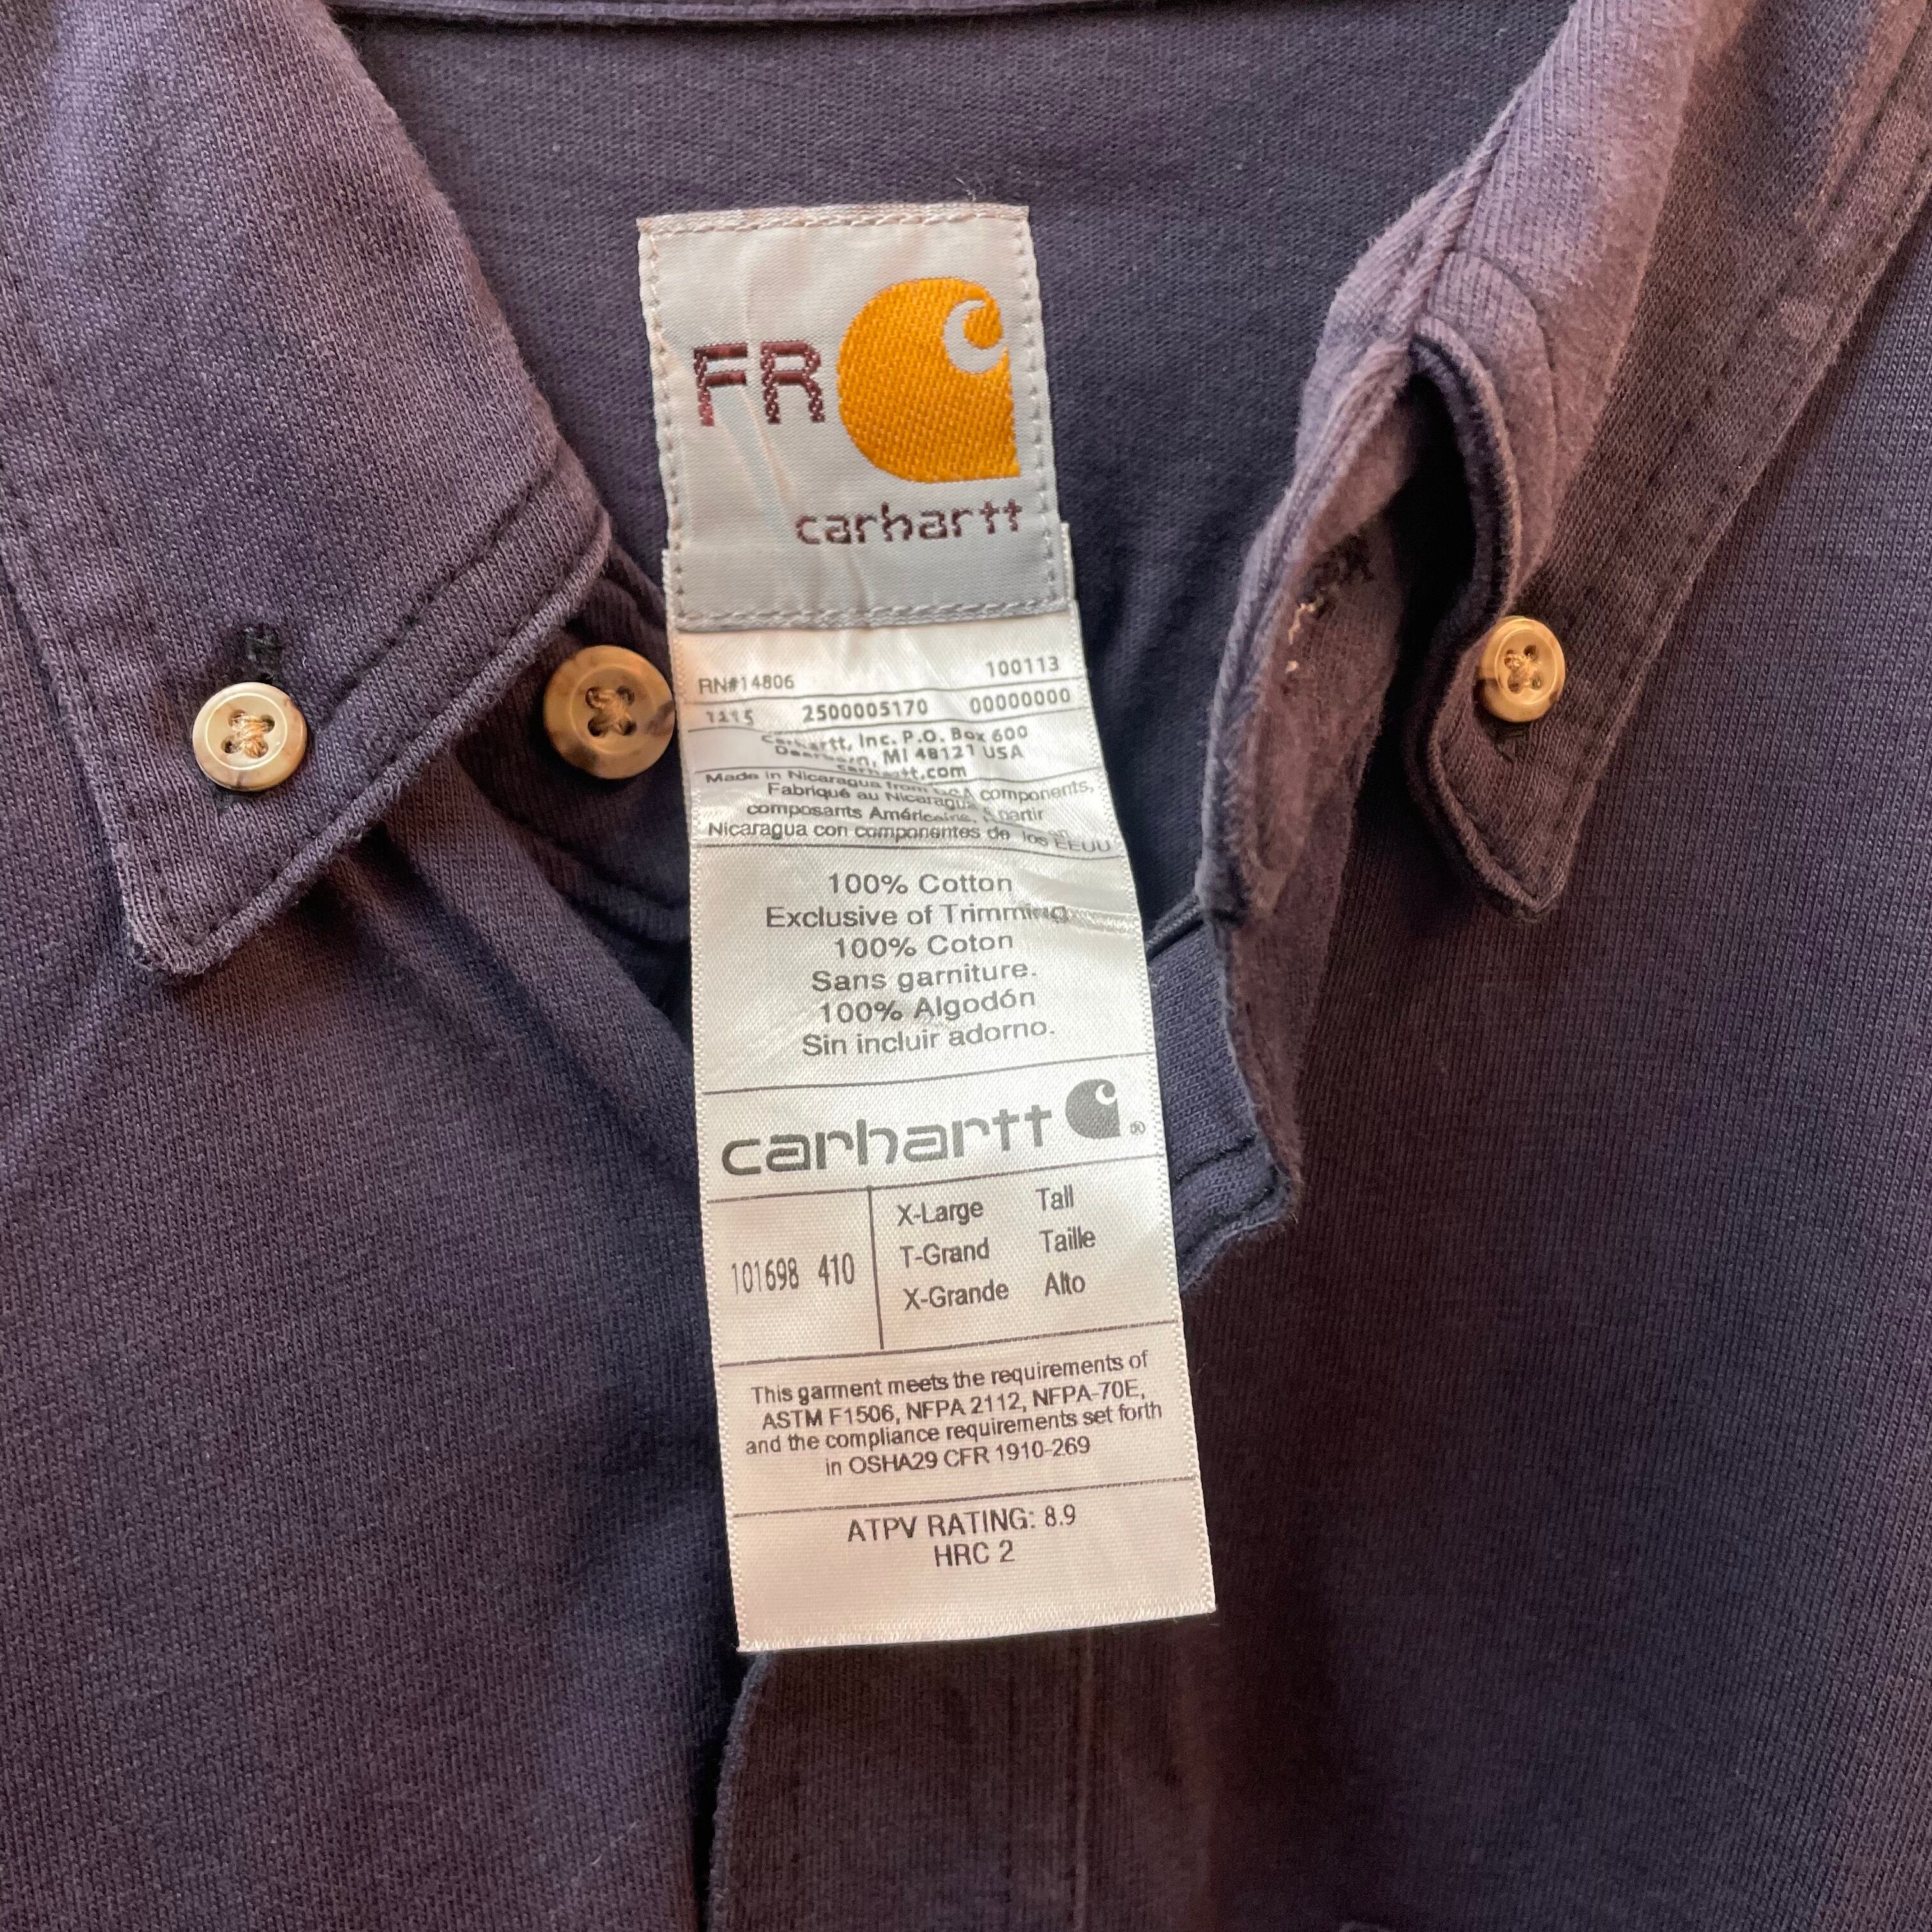 FR
carhartt
RN#14806 100113
1115 2500005170 00000000
Carhartt, Inc. P.O. Box 600
Dearborn, MI 48121 USA
carhartt.com
Made in Nicaragua from USA components,
Fabriqué au Nicaragua
composants Américains, à partir
Nicaragua con componentes de los EEUU
100% Cotton
Exclusive of Trimming
100% Coton
Sans garniture.
100% Algodón
Sin incluir adorno.
carhartt ®
101698 410
X-Large Tall
T-Grand Taille
X-Grande Alto
This garment meets the requirements of
ASTM F1506, NFPA 2112, NFPA-70E,
and the compliance requirements set forth
in OSHA29 CFR 1910-269
ATPV RATING: 8.9
HRC 2